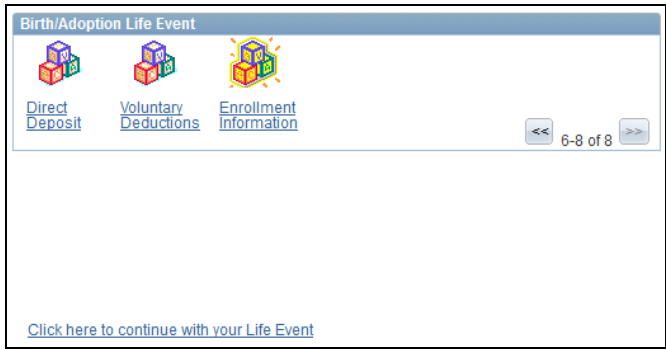 Birth/Adoption Life Event
Direct
Deposit
Voluntary
Deductions
Enrollment
Information
<<
6-8 of 8
>>
Click here to continue with your Life Event